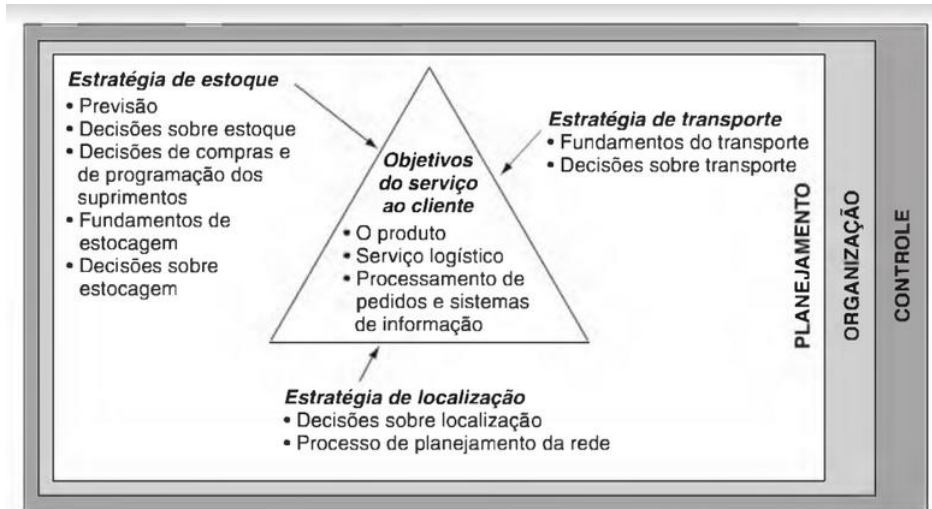 Estratégia de estoque
• Previsão
• Decisões sobre estoque
• Decisões de compras e
de programação dos
suprimentos
• Fundamentos de
estocagem
• Decisões sobre
estocagem
Objetivos
do serviço
ao cliente
• O produto
• Serviço logístico
• Processamento de
pedidos e sistemas
de informação
Estratégia de transporte
• Fundamentos do transporte
• Decisões sobre transporte
Estratégia de localização
• Decisões sobre localização
• Processo de planejamento da rede
PLANEJAMENTO
ORGANIZAÇÃO
CONTROLE